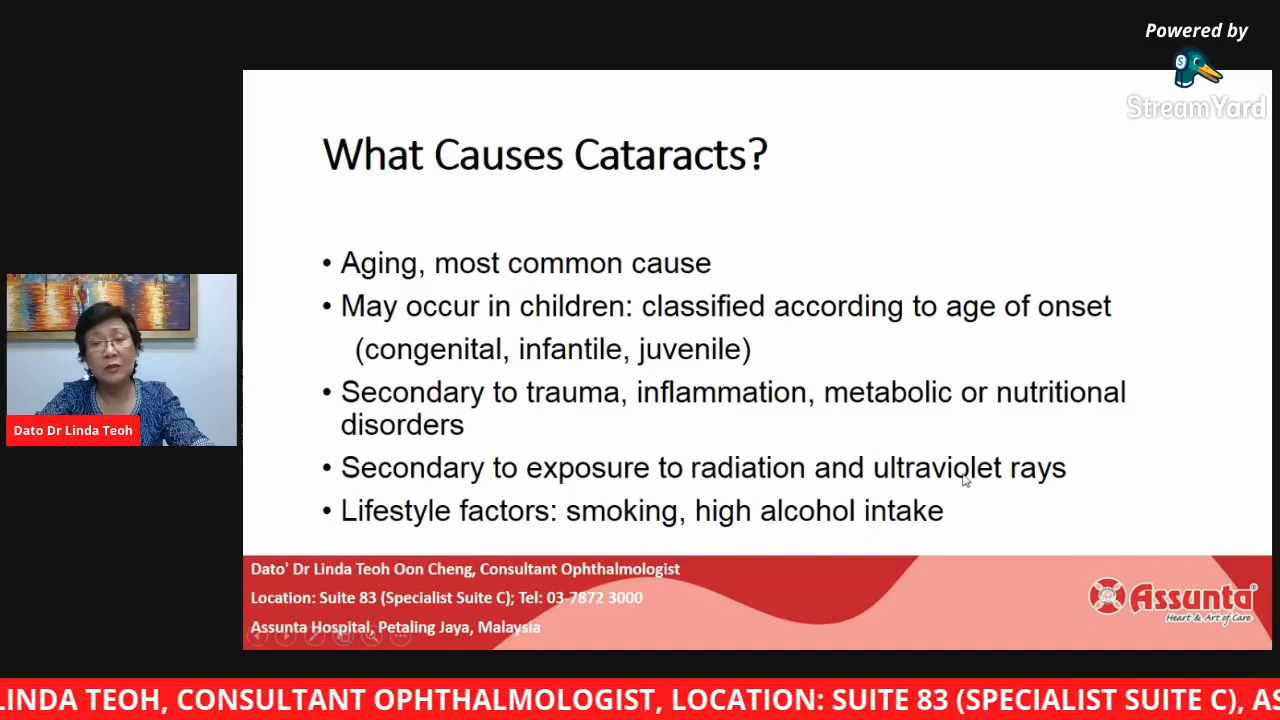 Powered by
StreamYard
What Causes Cataracts?
• Aging, most common cause
• May occur in children: classified according to age of onset
(congenital, infantile, juvenile)
• Secondary to trauma, inflammation, metabolic or nutritional
disorders
• Secondary to exposure to radiation and ultraviolet rays
• Lifestyle factors: smoking, high alcohol intake
Dato Dr Linda Teoh
Dato' Dr Linda Teoh Oon Cheng, Consultant Ophthalmologist
Location: Suite 83 (Specialist Suite C); Tel: 03-7872 3000
Assunta Hospital, Petaling Jaya, Malaysia
Assunta®
Heart & Art of Care
LINDA TEOH, CONSULTANT OPHTHALMOLOGIST, LOCATION: SUITE 83 (SPECIALIST SUITE C), AS